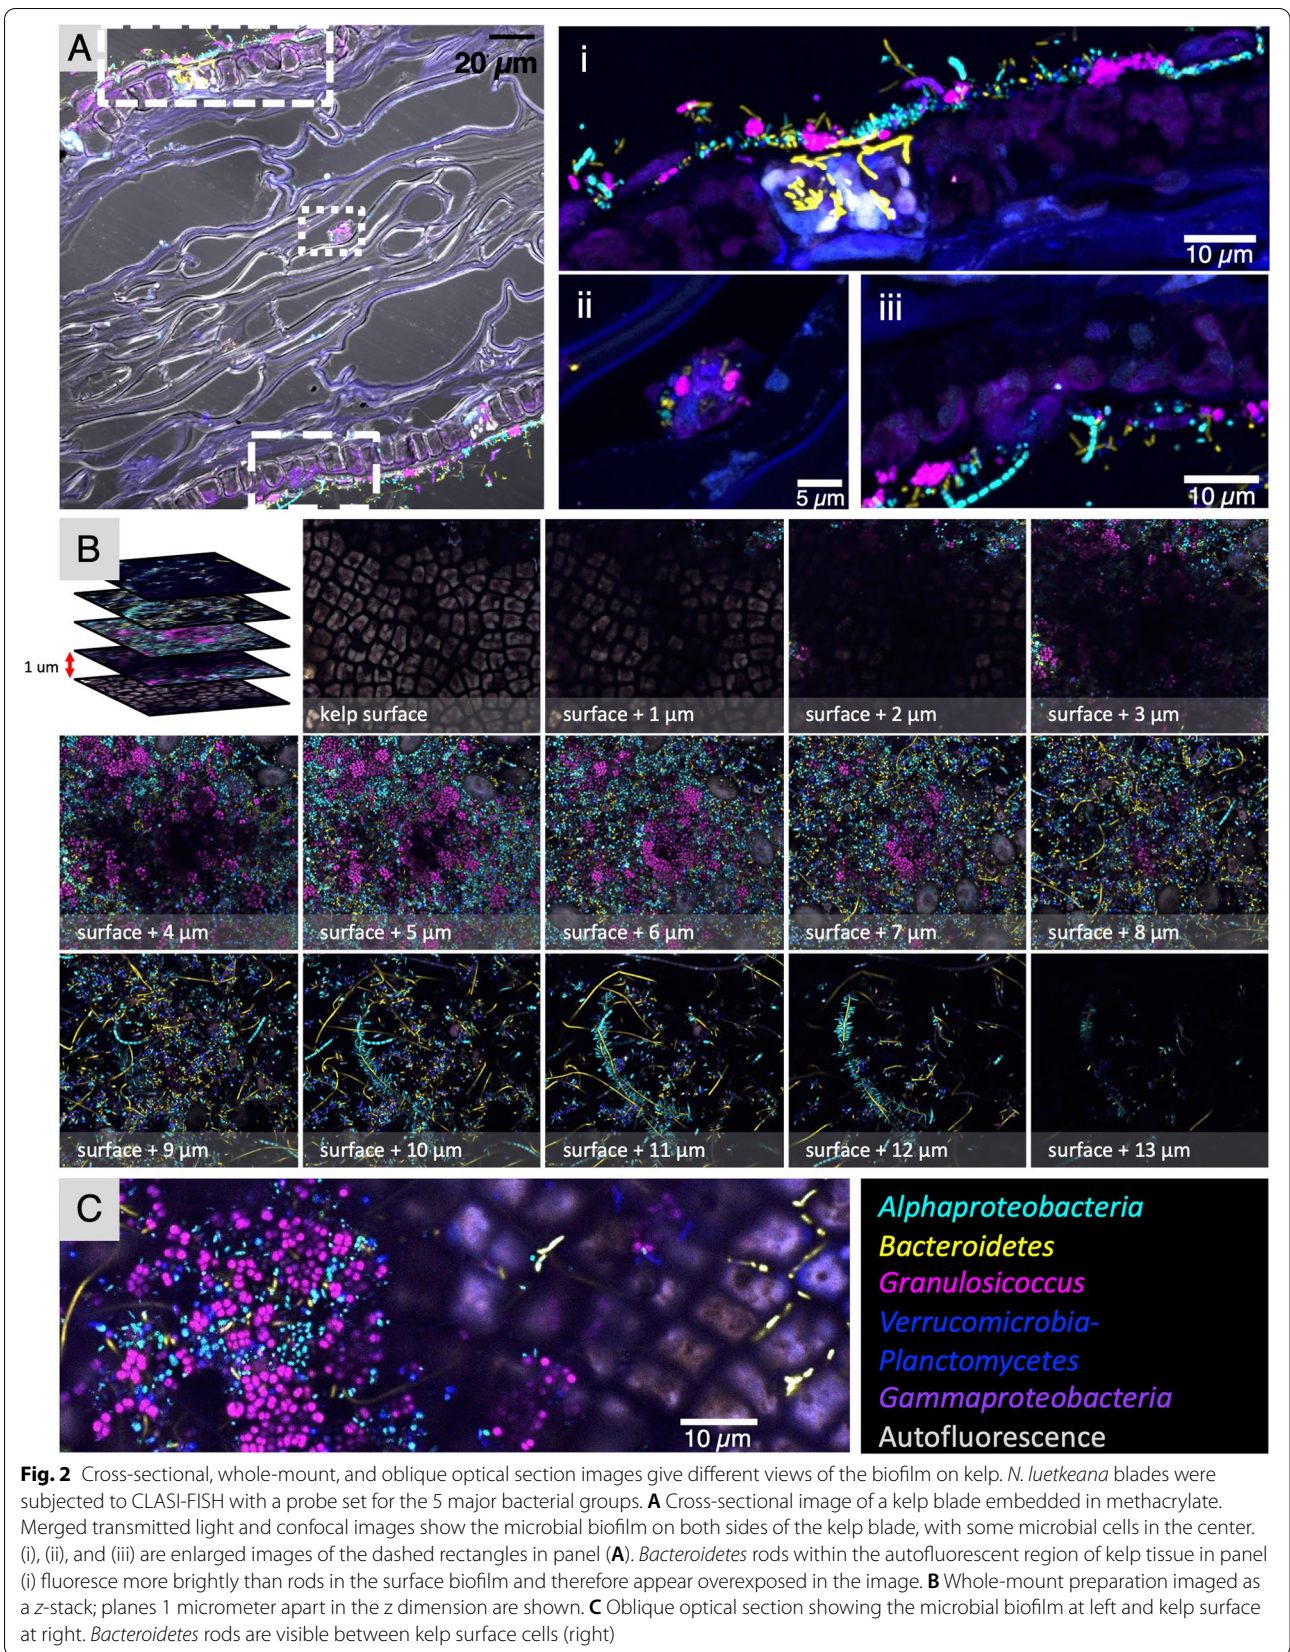 A
20 µm
i
10 µm
ii
5 µm
iii
10 µm
B
1 um
kelp surface
surface + 1 µm
surface + 2 µm
surface + 3 µm
surface + 4 µm
surface + 5 µm
surface + 6 µm
surface + 7 µm
surface + 8 µm
surface + 9 µm
surface + 10 µm
surface + 11 µm
surface + 12 µm
surface + 13 µm
C
10 µm
Alphaproteobacteria
Bacteroidetes
Granulosicoccus
Verrucomicrobia-
Planctomycetes
Gammaproteobacteria
Autofluorescence
Fig. 2 Cross-sectional, whole-mount, and oblique optical section images give different views of the biofilm on kelp. N. luetkeana blades were
subjected to CLASI-FISH with a probe set for the 5 major bacterial groups. A Cross-sectional image of a kelp blade embedded in methacrylate.
Merged transmitted light and confocal images show the microbial biofilm on both sides of the kelp blade, with some microbial cells in the center.
(i), (ii), and (iii) are enlarged images of the dashed rectangles in panel (A). Bacteroidetes rods within the autofluorescent region of kelp tissue in panel
(i) fluoresce more brightly than rods in the surface biofilm and therefore appear overexposed in the image. B Whole-mount preparation imaged as
a z-stack; planes 1 micrometer apart in the z dimension are shown. C Oblique optical section showing the microbial biofilm at left and kelp surface
at right. Bacteroidetes rods are visible between kelp surface cells (right)